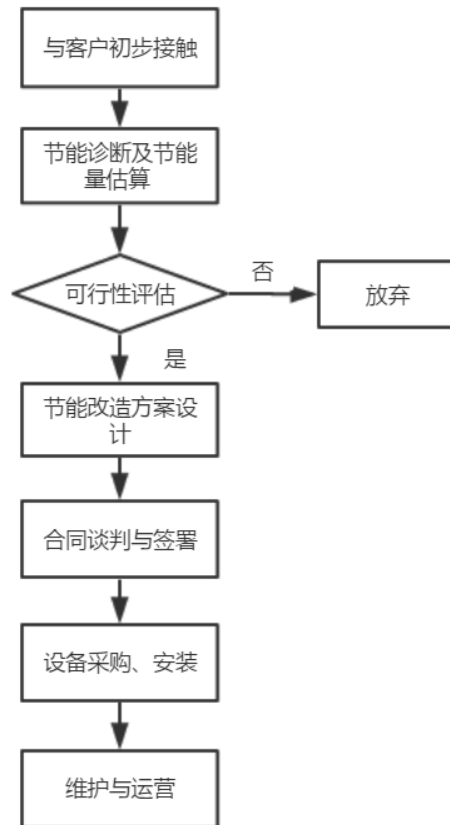 与客户初步接触
节能诊断及节能
量估算
可行性评估
否
放弃
是
节能改造方案设
计
合同谈判与签署
设备采购、安装
维护与运营